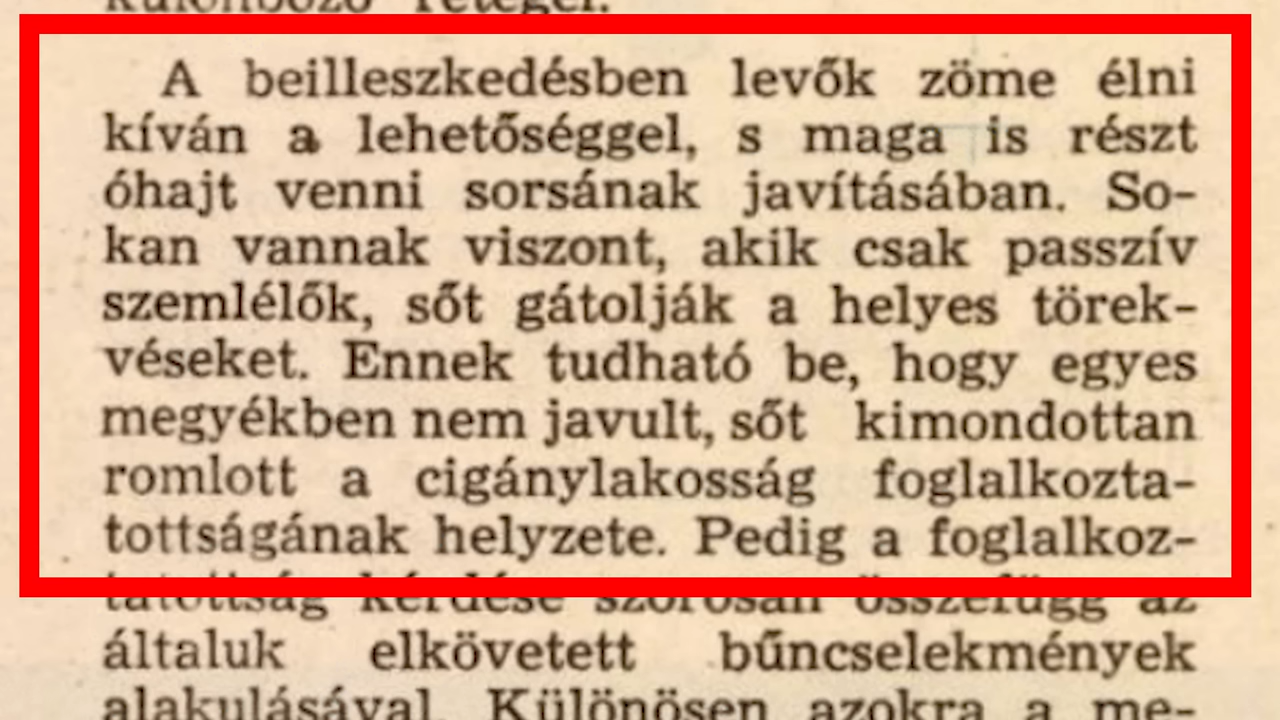 különböző rétegei.
A beilleszkedésben levők zöme élni
kíván a lehetőséggel, s maga is részt
óhajt venni sorsának javításában. So-
kan vannak viszont, akik csak passzív
szemlélők, sőt gátolják a helyes törek-
véseket. Ennek tudható be, hogy egyes
megyékben nem javult, sőt kimondottan
romlott a cigánylakosság foglalkozta-
tottságának helyzete. Pedig a foglalkoz-
tatottság kérdése szorosan összefügg az
általuk elkövetett bűncselekmények
alakulásával. Különösen azokra a me-